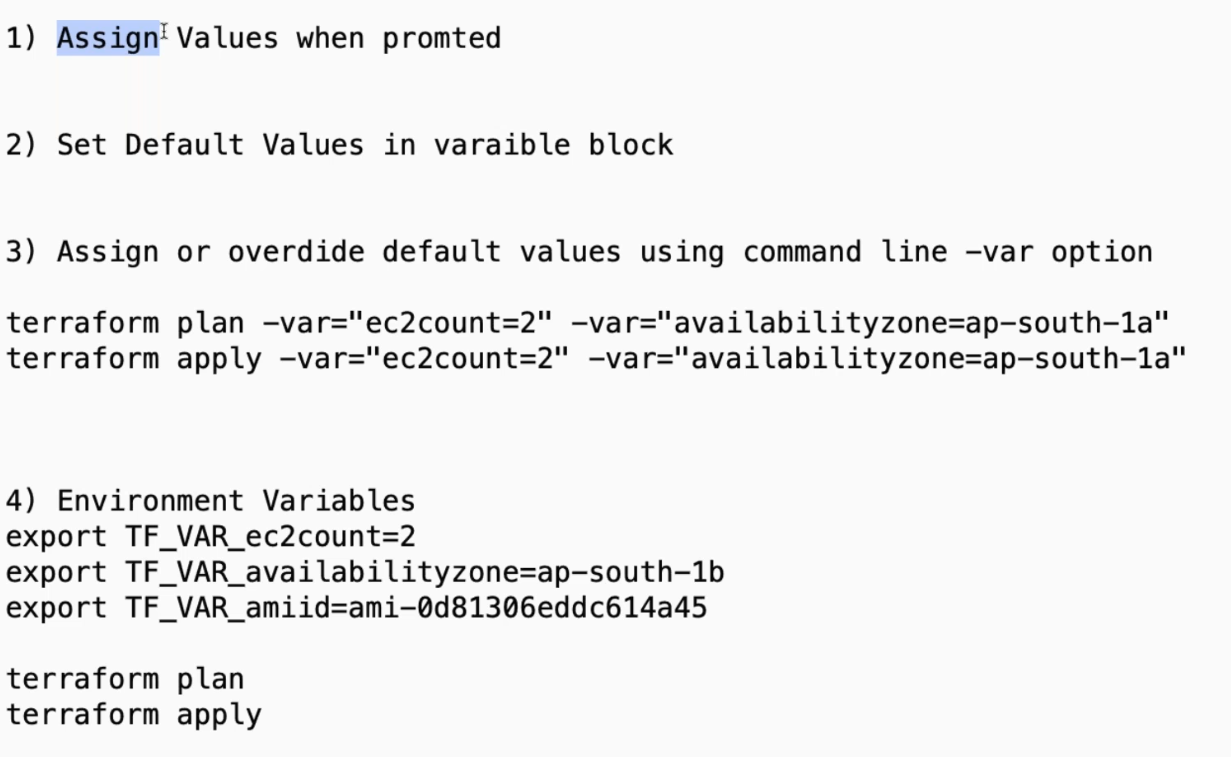 1) Assign Values when promted
2) Set Default Values in varaible block
3) Assign or overdide default values using command line -var option
terraform plan -var="ec2count=2" -var="availabilityzone=ap-south-1a"
terraform apply -var="ec2count=2" -var="availabilityzone=ap-south-1a"
4) Environment Variables
export TF_VAR_ec2count=2
export TF_VAR_availabilityzone=ap-south-1b
export TF_VAR_amiid=ami-0d81306eddc614a45
terraform plan
terraform apply